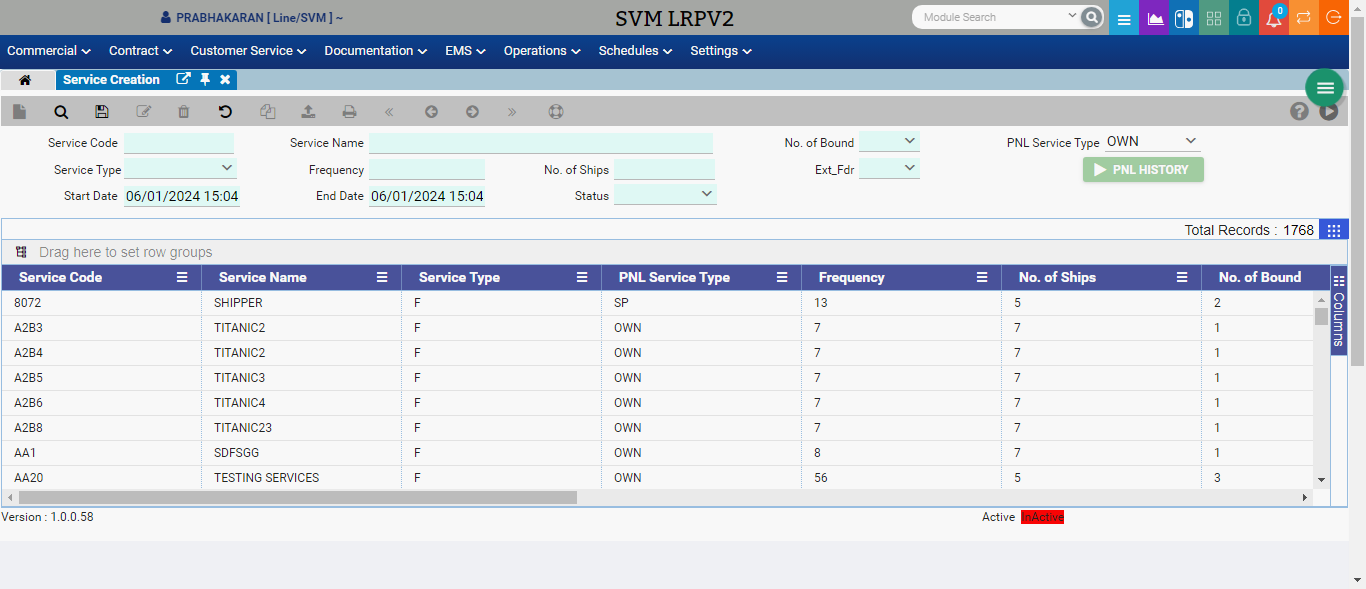 PRABHAKARAN [ Line/SVM ] ~ SVM LRPV2 Module Search 0
Commercial Contract Customer Service Documentation EMS Operations Schedules Settings
Service Creation
Service Code Service Name No. of Bound PNL Service Type OWN
Service Type Frequency No. of Ships Ext_Fdr PNL HISTORY
Start Date 06/01/2024 15:04 End Date 06/01/2024 15:04 Status
Total Records : 1768
Drag here to set row groups
Service Code Service Name Service Type PNL Service Type Frequency No. of Ships No. of Bound
Columns
8072 SHIPPER F SP 13 5 2
A2B3 TITANIC2 F OWN 7 7 1
A2B4 TITANIC2 F OWN 7 7 1
A2B5 TITANIC3 F OWN 7 7 1
A2B6 TITANIC4 F OWN 7 7 1
A2B8 TITANIC23 F OWN 7 7 1
AA1 SDFSGG F OWN 8 7 1
AA20 TESTING SERVICES F OWN 56 5 3
Version : 1.0.0.58 Active InActive